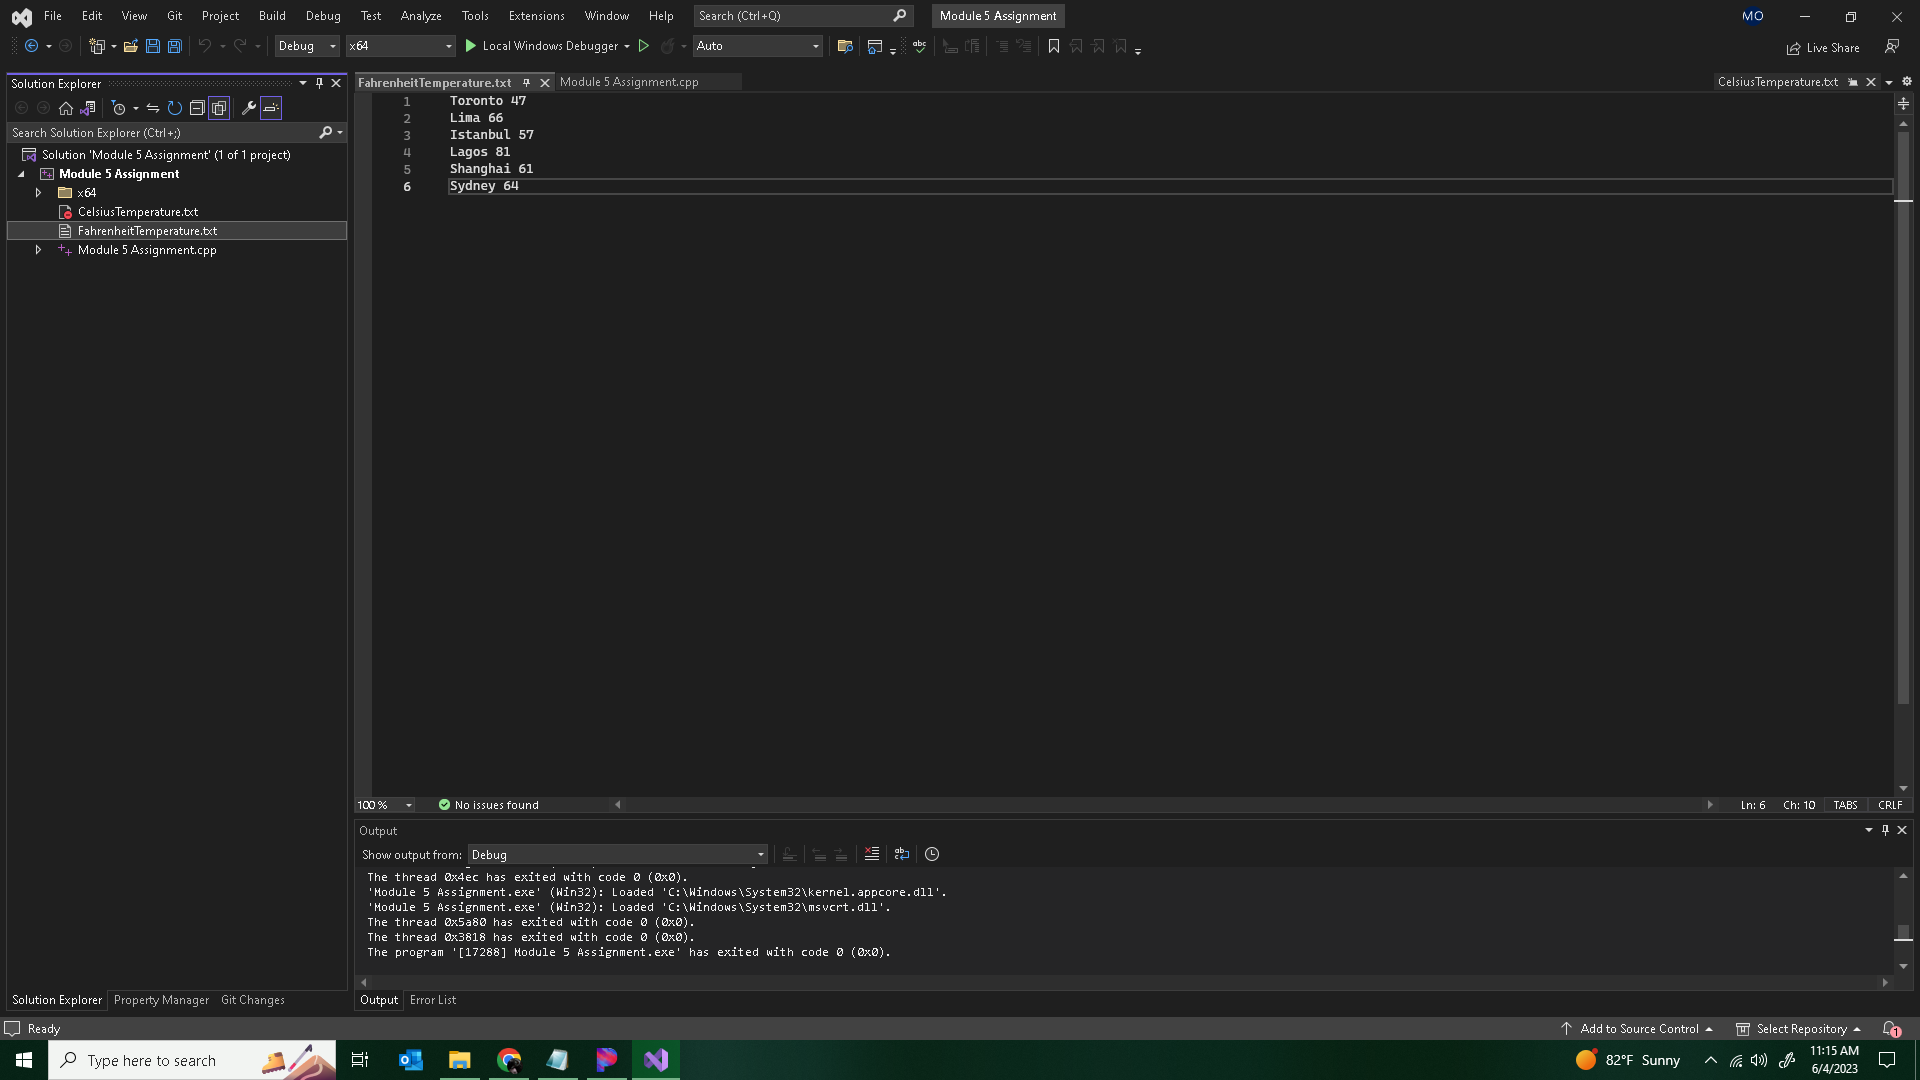 File Edit View Git Project Build Debug Test Analyze Tools Extensions Window Help Search (Ctrl+Q) Module 5 Assignment MO
Debug x64 Local Windows Debugger Auto Live Share
Solution Explorer
FahrenheitTemperature.txt Module 5 Assignment.cpp CelsiusTemperature.txt
Search Solution Explorer (Ctrl+;)
Solution 'Module 5 Assignment' (1 of 1 project)
Module 5 Assignment
x64
CelsiusTemperature.txt
FahrenheitTemperature.txt
Module 5 Assignment.cpp
1 Toronto 47
2 Lima 66
3 Istanbul 57
4 Lagos 81
5 Shanghai 61
6 Sydney 64
100 % No issues found Ln: 6 Ch: 10 TABS CRLF
Output
Show output from: Debug
The thread 0x4ec has exited with code 0 (0x0).
'Module 5 Assignment.exe' (Win32): Loaded 'C:\Windows\System32\kernel.appcore.dll'.
'Module 5 Assignment.exe' (Win32): Loaded 'C:\Windows\System32\msvcrt.dll'.
The thread 0x5a80 has exited with code 0 (0x0).
The thread 0x3818 has exited with code 0 (0x0).
The program '[17288] Module 5 Assignment.exe' has exited with code 0 (0x0).
Solution Explorer Property Manager Git Changes
Output Error List
Ready Add to Source Control Select Repository 1
Type here to search 82°F Sunny 11:15 AM
6/4/2023